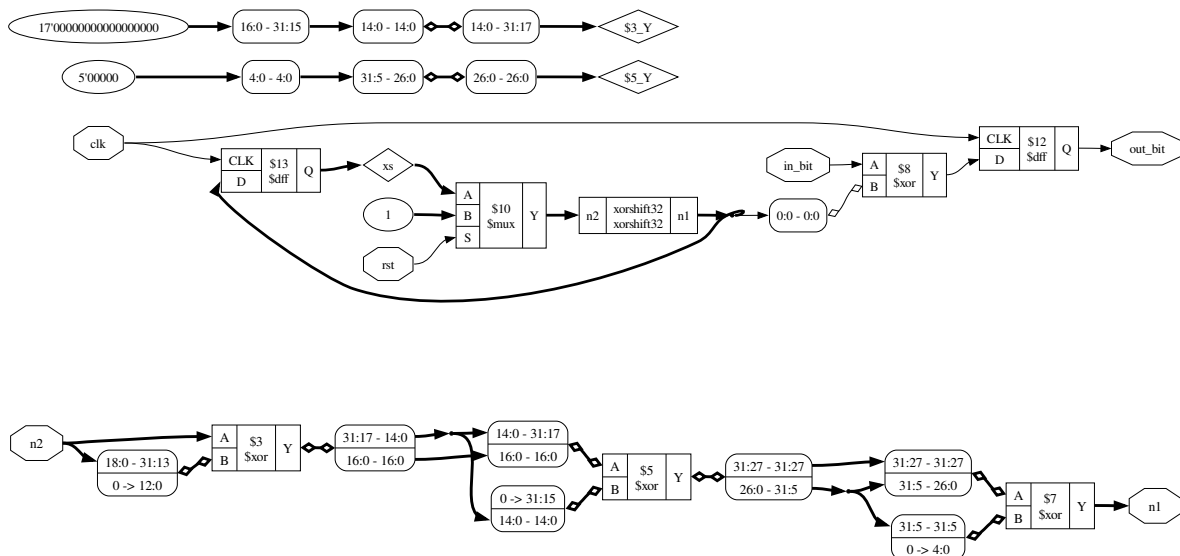 17'00000000000000000
16:0 - 31:15
14:0 - 14:0
14:0 - 31:17
$3_Y
5'00000
4:0 - 4:0
31:5 - 26:0
26:0 - 26:0
$5_Y
clk
CLK
D
$13
$dff
Q
xs
1
rst
A
B
S
$10
$mux
Y
n2
xorshift32
xorshift32
n1
0:0 - 0:0
in_bit
A
B
$8
$xor
Y
CLK
D
$12
$dff
Q
out_bit
n2
18:0 - 31:13
0 -> 12:0
A
B
$3
$xor
Y
31:17 - 14:0
16:0 - 16:0
14:0 - 31:17
16:0 - 16:0
0 -> 31:15
14:0 - 14:0
A
B
$5
$xor
Y
31:27 - 31:27
26:0 - 31:5
31:27 - 31:27
31:5 - 26:0
31:5 - 31:5
0 -> 4:0
A
B
$7
$xor
Y
n1